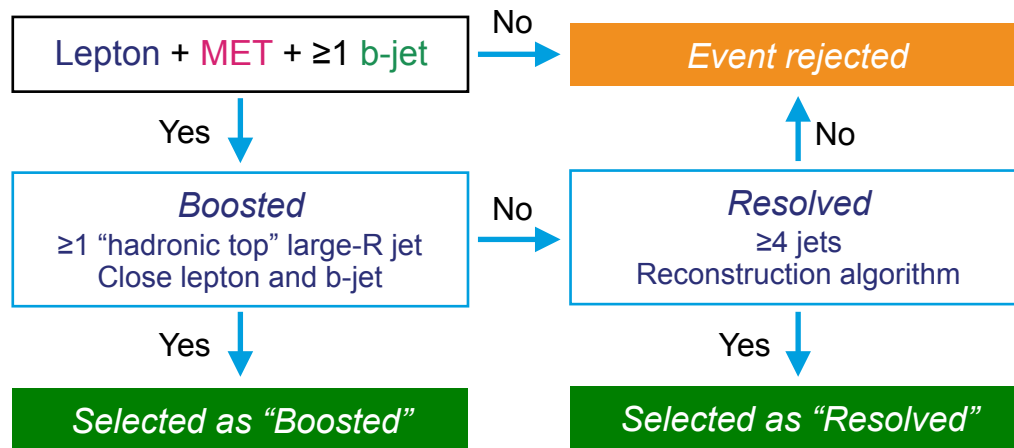 Lepton + MET + ≥1 b-jet
No
Event rejected
Yes
No
Boosted
≥1 “hadronic top” large-R jet
Close lepton and b-jet
No
Resolved
≥4 jets
Reconstruction algorithm
Yes
Yes
Selected as “Boosted”
Selected as “Resolved”